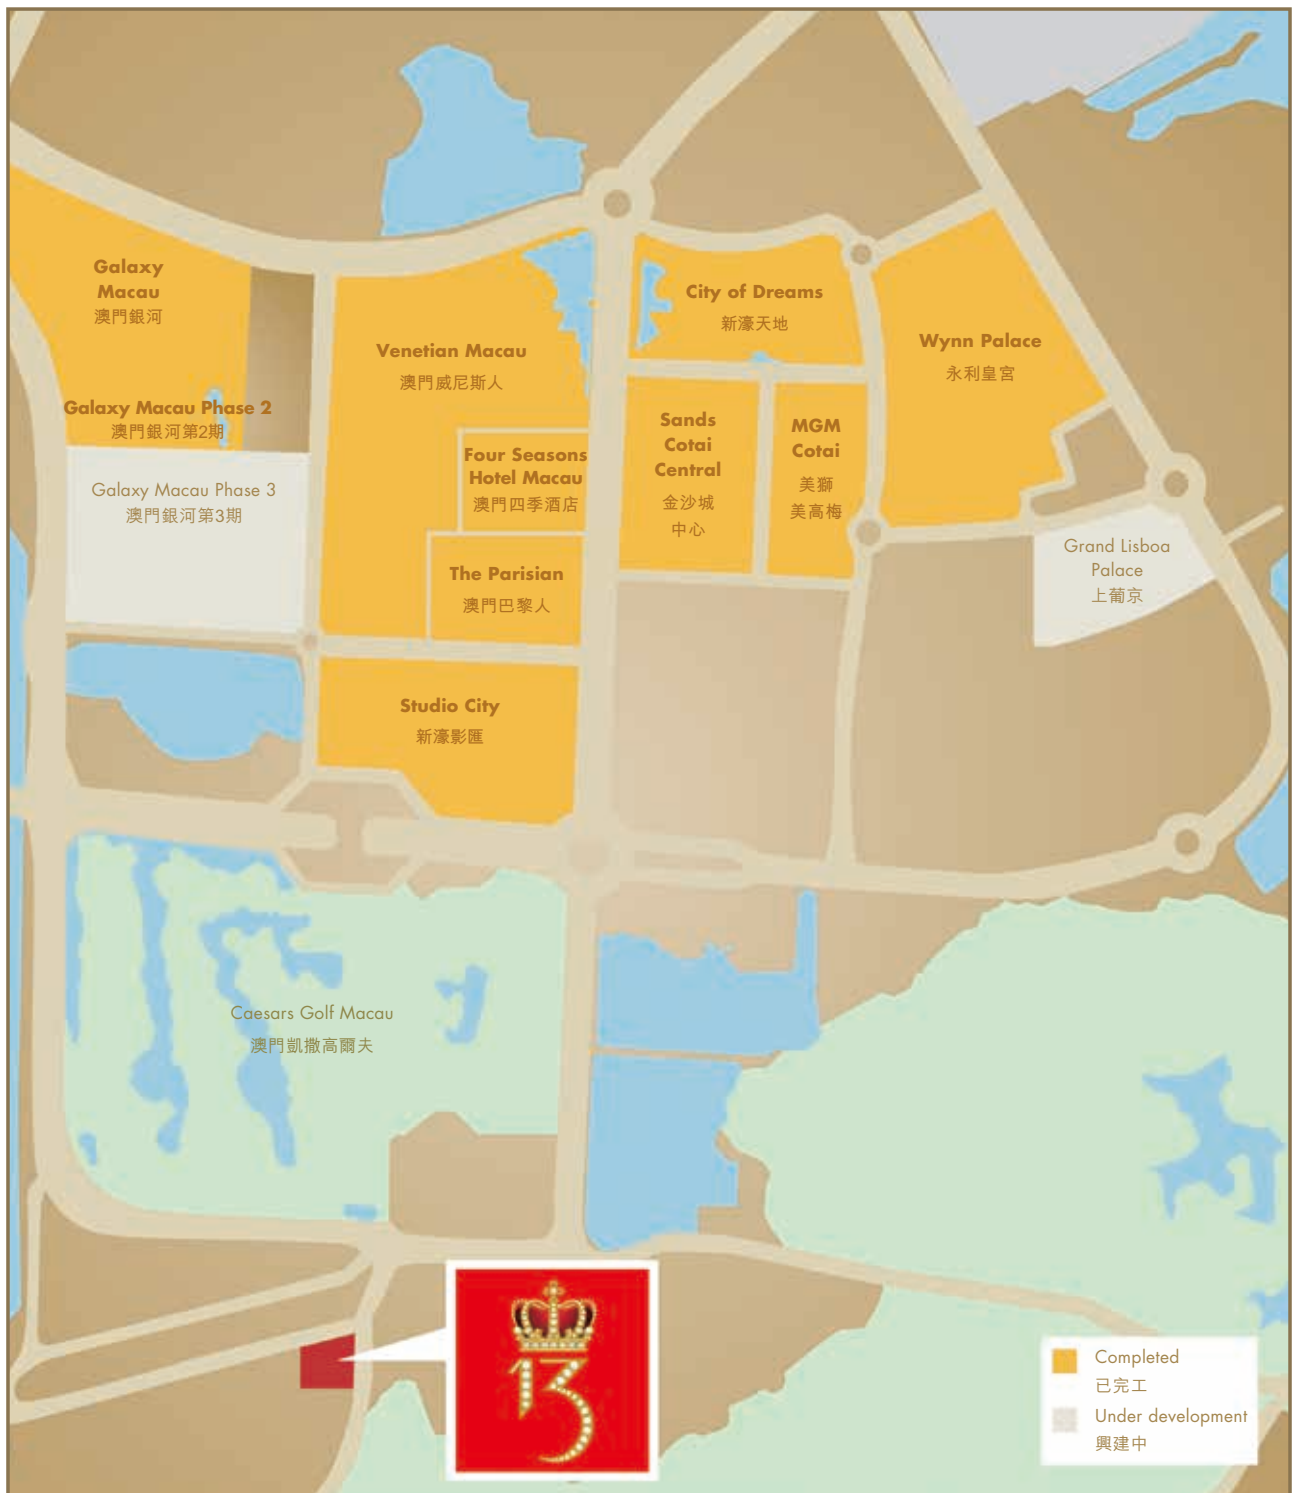 Galaxy
Macau
澳門銀河
Galaxy Macau Phase 2
澳門銀河第2期
Galaxy Macau Phase 3
澳門銀河第3期
Venetian Macau
澳門威尼斯人
Four Seasons
Hotel Macau
澳門四季酒店
The Parisian
澳門巴黎人
Studio City
新濠影匯
City of Dreams
新濠天地
Sands
Cotai
Central
金沙城
中心
MGM
Cotai
美獅
美高梅
Wynn Palace
永利皇宮
Grand Lisboa
Palace
上葡京
Caesars Golf Macau
澳門凱撒高爾夫
13
Completed
已完工
Under development
興建中